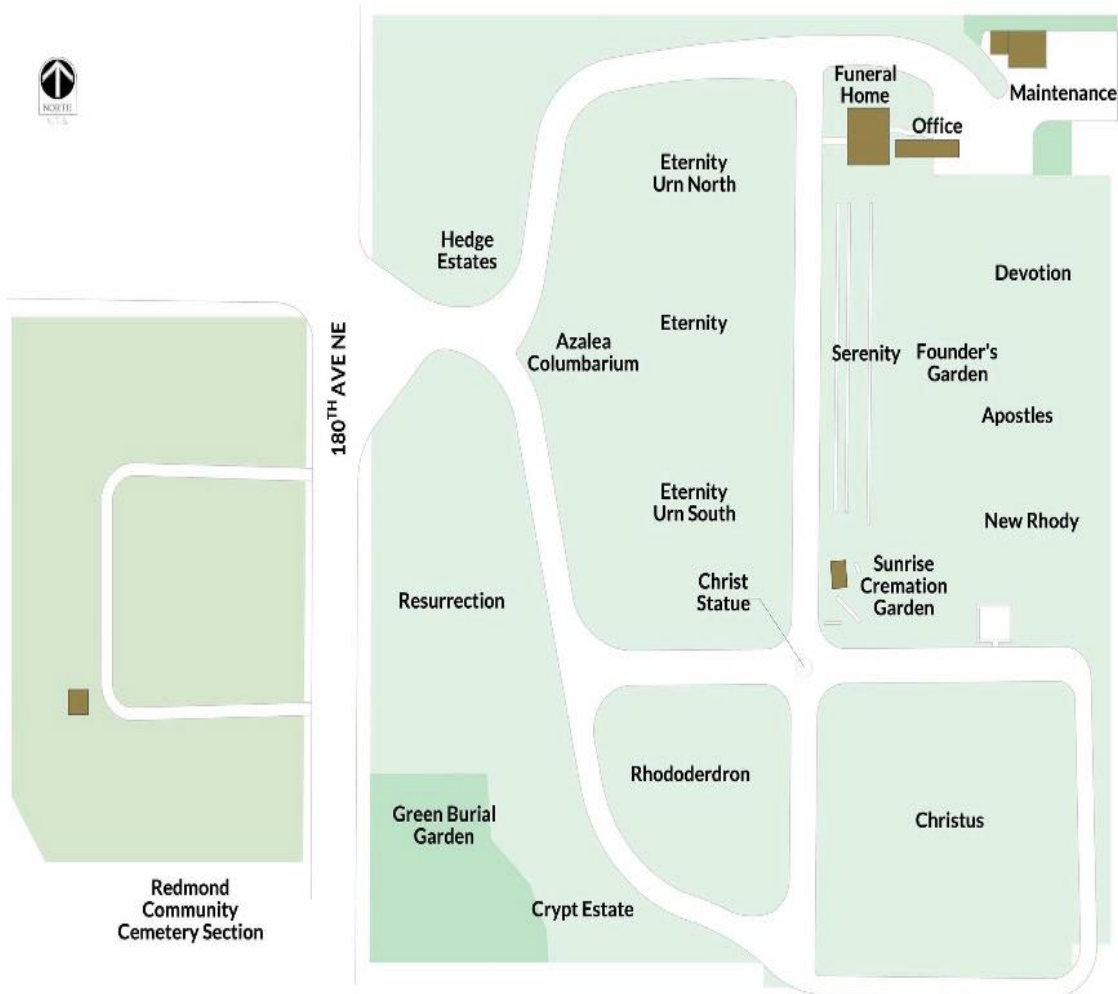 NORTH
N.T.S.
Funeral
Home
Maintenance
Office
Eternity
Urn North
Hedge
Estates
Devotion
180TH AVE NE
Eternity
Azalea
Columbarium
Serenity
Founder's
Garden
Apostles
Eternity
Urn South
New Rhody
Sunrise
Cremation
Garden
Christ
Statue
Resurrection
Rhododerdron
Green Burial
Garden
Christus
Redmond
Community
Cemetery Section
Crypt Estate